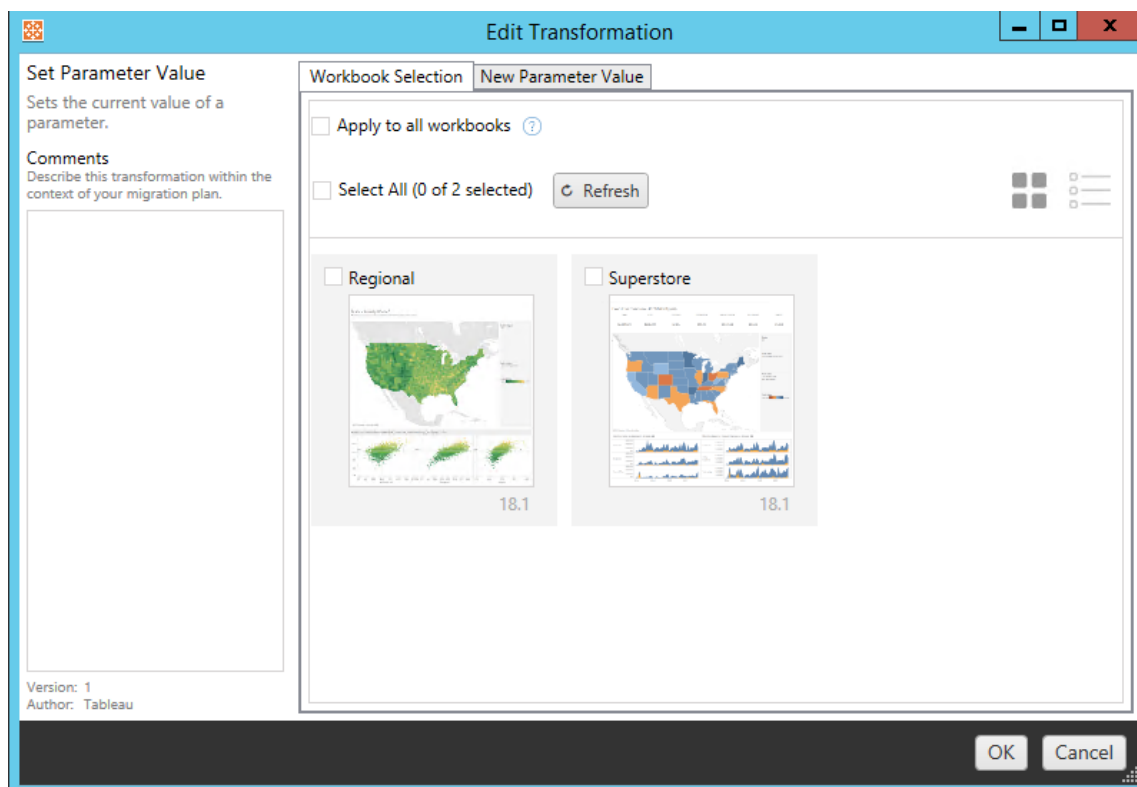 Edit Transformation
Set Parameter Value
Sets the current value of a
parameter.
Comments
Describe this transformation within the
context of your migration plan.
Version: 1
Author: Tableau
Workbook Selection
New Parameter Value
Apply to all workbooks ?
Select All (0 of 2 selected)
Refresh
Regional
18.1
Superstore
18.1
OK
Cancel